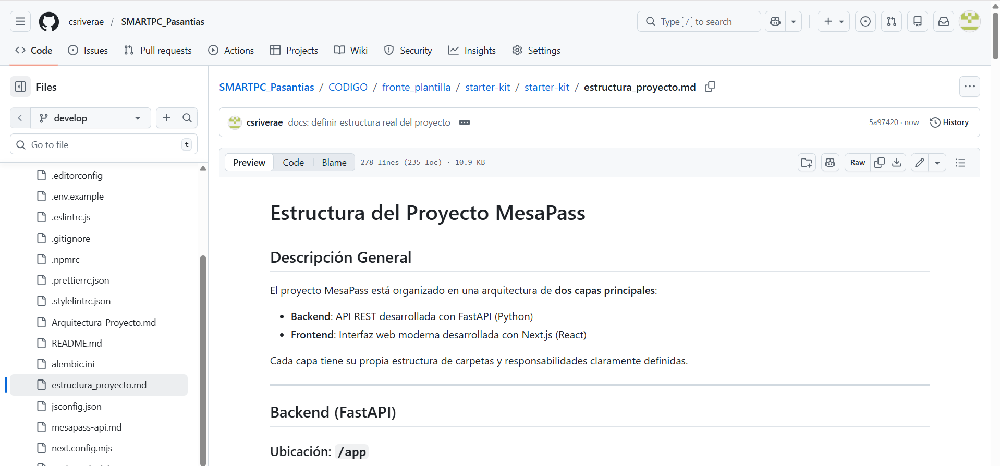 csriverae / SMARTPC_Pasantias
Type / to search
Code Issues Pull requests Actions Projects Wiki Security Insights Settings
Files
develop
Go to file t
.editorconfig
.env.example
.eslintrc.js
.gitignore
.npmrc
.prettierrc.json
.stylelintrc.json
Arquitectura_Proyecto.md
README.md
alembic.ini
estructura_proyecto.md
jsconfig.json
mesapass-api.md
next.config.mjs
SMARTPC_Pasantias / CODIGO / fronte_plantilla / starter-kit / starter-kit / estructura_proyecto.md
csriverae docs: definir estructura real del proyecto 5a97420 · now History
Preview Code Blame 278 lines (235 loc) · 10.9 KB Raw
Estructura del Proyecto MesaPass
Descripción General
El proyecto MesaPass está organizado en una arquitectura de dos capas principales:
• Backend: API REST desarrollada con FastAPI (Python)
• Frontend: Interfaz web moderna desarrollada con Next.js (React)
Cada capa tiene su propia estructura de carpetas y responsabilidades claramente definidas.
Backend (FastAPI)
Ubicación: /app